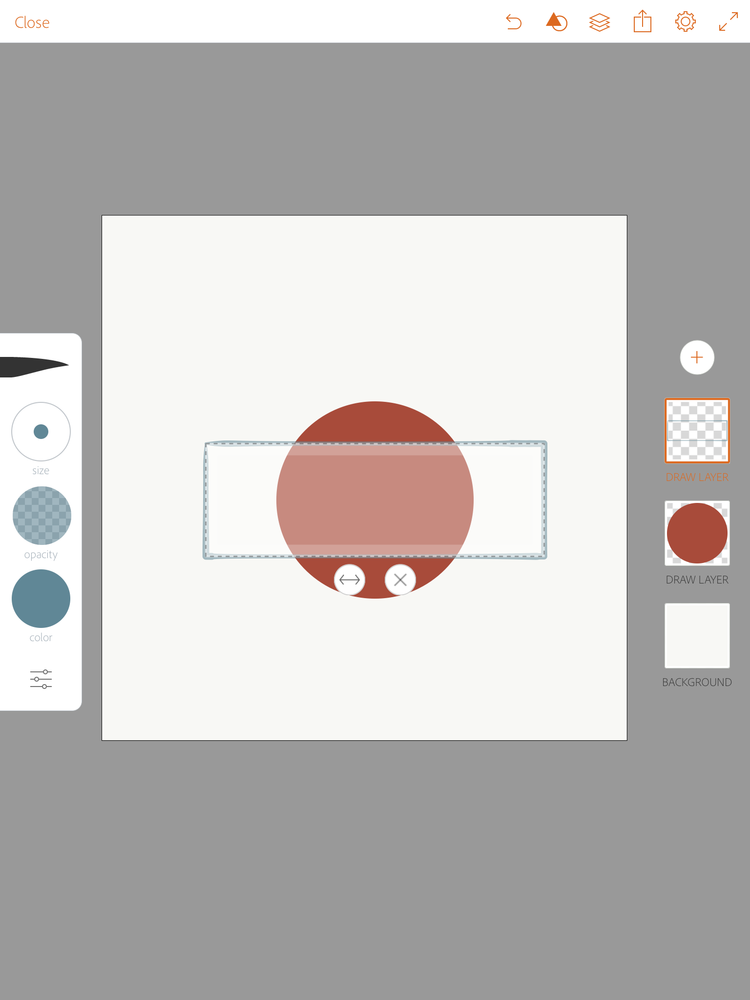 Close
size
opacity
color
DRAW LAYER
DRAW LAYER
BACKGROUND